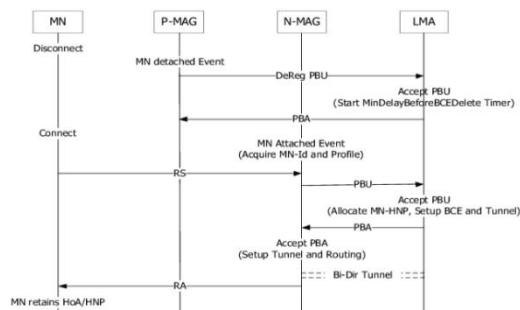 MN P-MAG N-MAG LMA
Disconnect
MN detached Event
DeReg PBU
Accept PBU
(Start MinDelayBeforeBCEDelete Timer)
PBA
Connect
MN Attached Event
(Acquire MN-Id and Profile)
RS
PBU
Accept PBU
(Allocate MN-HNP, Setup BCE and Tunnel)
PBA
Accept PBA
(Setup Tunnel and Routing)
Bi-Dir Tunnel
RA
MN retains HoA/HNP